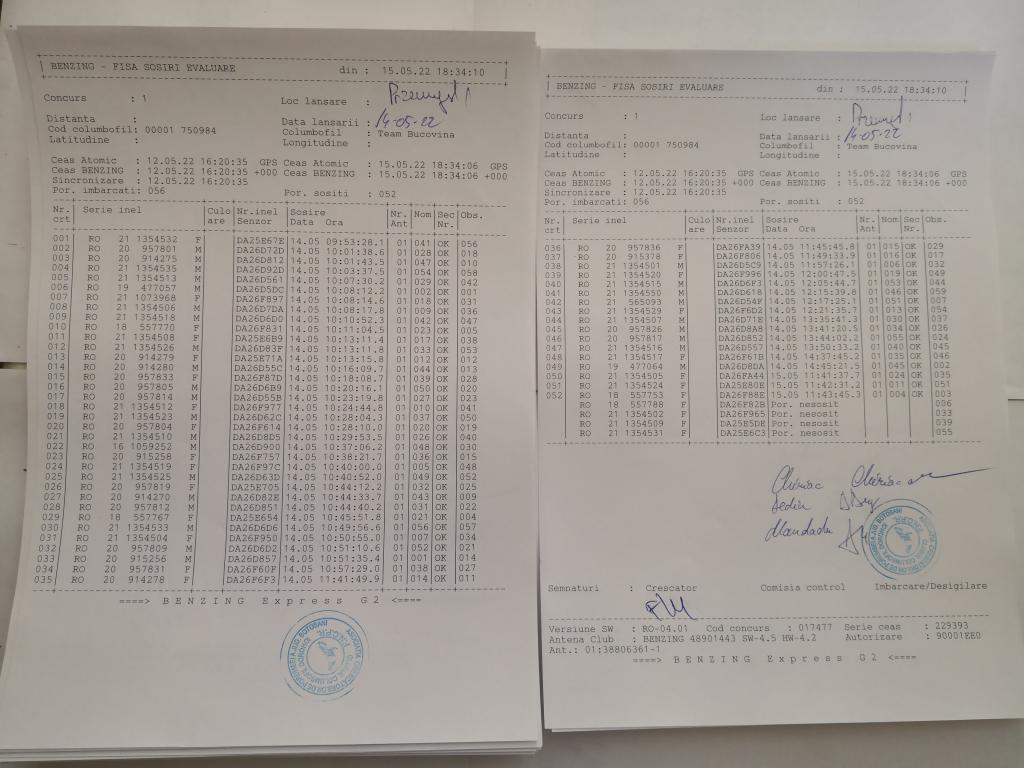 BENZING - FISA SOSIRI EVALUARE din : 15.05.22 18:34:10
Concurs : 1 Loc lansare : Przemysl
Distanta : Data lansarii : 14-05-22
Cod columbofil: 00001 750984 Columbofil : Team Bucovina
Latitudine : Longitudine :
Ceas Atomic : 12.05.22 16:20:35 GPS Ceas Atomic : 15.05.22 18:34:06 GPS
Ceas BENZING : 12.05.22 16:20:35 +000 Ceas BENZING : 15.05.22 18:34:06 +000
Sincronizare : 12.05.22 16:20:35
Por. imbarcati: 056 Por. sositi : 052
Nr. Serie inel Culo Nr.inel Sosire Nr. Nom Sec Obs.
crt are Senzor Data Ora Ant Nr.
001 RO 21 1354532 F DA25E67E 14.05 09:53:28.1 01 041 OK 056
002 RO 20 957801 M DA26D72D 14.05 10:01:38.6 01 028 OK 018
003 RO 20 914275 M DA26D812 14.05 10:01:43.5 01 047 OK 010
004 RO 21 1354535 M DA26D92D 14.05 10:03:37.5 01 054 OK 058
005 RO 21 1354513 M DA26D561 14.05 10:07:30.2 01 029 OK 042
006 RO 19 477057 M DA26D5DC 14.05 10:08:12.2 01 002 OK 001
007 RO 21 1073968 F DA26F897 14.05 10:08:14.6 01 018 OK 031
008 RO 21 1354506 M DA26D7DA 14.05 10:08:17.8 01 009 OK 036
009 RO 21 1354518 M DA26D6D0 14.05 10:10:52.3 01 042 OK 047
010 RO 18 557770 F DA26F831 14.05 10:11:04.5 01 023 OK 005
011 RO 21 1354508 F DA25E6B9 14.05 10:13:11.4 01 017 OK 038
012 RO 21 1354526 M DA26D83F 14.05 10:13:11.8 01 033 OK 053
013 RO 20 914279 F DA25E71A 14.05 10:13:15.8 01 012 OK 012
014 RO 20 914280 M DA26D55C 14.05 10:16:09.7 01 044 OK 013
015 RO 20 957833 F DA26F87D 14.05 10:18:08.7 01 039 OK 028
016 RO 20 957805 M DA26D6B9 14.05 10:20:16.1 01 050 OK 020
017 RO 20 957814 M DA26D55B 14.05 10:23:19.8 01 027 OK 023
018 RO 21 1354512 F DA26F977 14.05 10:24:44.8 01 010 OK 041
019 RO 21 1354523 M DA26D62C 14.05 10:28:04.3 01 037 OK 050
020 RO 20 957804 F DA26F614 14.05 10:28:10.0 01 020 OK 019
021 RO 21 1354510 M DA26D8D5 14.05 10:29:53.5 01 026 OK 040
022 RO 16 1059252 M DA26D900 14.05 10:37:06.2 01 048 OK 030
023 RO 20 915258 F DA26F757 14.05 10:38:21.7 01 036 OK 015
024 RO 21 1354519 F DA26F97C 14.05 10:40:00.0 01 005 OK 048
025 RO 21 1354525 M DA26D63D 14.05 10:40:52.0 01 049 OK 052
026 RO 20 957819 F DA25E705 14.05 10:44:12.2 01 032 OK 025
027 RO 20 914270 M DA26D82E 14.05 10:44:33.7 01 043 OK 009
028 RO 20 957812 M DA26D851 14.05 10:44:40.2 01 031 OK 022
029 RO 18 557767 F DA25E654 14.05 10:45:51.8 01 021 OK 004
030 RO 21 1354533 M DA26D6D6 14.05 10:49:56.6 01 056 OK 057
031 RO 21 1354504 F DA26F950 14.05 10:50:55.0 01 007 OK 034
032 RO 20 957809 M DA26D6D2 14.05 10:51:10.6 01 052 OK 021
033 RO 20 915256 M DA26D857 14.05 10:51:35.4 01 001 OK 014
034 RO 20 957831 F DA26F60F 14.05 10:57:29.0 01 038 OK 027
035 RO 20 914278 F DA26F6F3 14.05 11:41:49.9 01 014 OK 011
====> B E N Z I N G E x p r e s s G 2 <====
BENZING - FISA SOSIRI EVALUARE din : 15.05.22 18:34:10
Concurs : 1 Loc lansare : Przemysl
Distanta : Data lansarii : 14-05-22
Cod columbofil: 00001 750984 Columbofil : Team Bucovina
Latitudine : Longitudine :
Ceas Atomic : 12.05.22 16:20:35 GPS Ceas Atomic : 15.05.22 18:34:06 GPS
Ceas BENZING : 12.05.22 16:20:35 +000 Ceas BENZING : 15.05.22 18:34:06 +000
Sincronizare : 12.05.22 16:20:35
Por. imbarcati: 056 Por. sositi : 052
Nr. Serie inel Culo Nr.inel Sosire Nr. Nom Sec Obs.
crt are Senzor Data Ora Ant Nr.
036 RO 20 957836 F DA26FA39 14.05 11:45:45.8 01 015 OK 029
037 RO 20 915378 F DA26F806 14.05 11:49:33.9 01 016 OK 017
038 RO 21 1354501 M DA26D5C9 14.05 11:57:26.1 01 006 OK 032
039 RO 21 1354520 F DA26F996 14.05 12:00:47.5 01 019 OK 049
040 RO 21 1354515 M DA26D6F3 14.05 12:05:44.7 01 053 OK 044
041 RO 21 1354550 M DA26D618 14.05 12:15:39.8 01 046 OK 059
042 RO 21 565093 M DA26D54F 14.05 12:17:25.1 01 051 OK 007
043 RO 21 1354529 F DA26F6D2 14.05 12:21:35.7 01 013 OK 054
044 RO 21 1354507 M DA26D71E 14.05 13:35:41.3 01 030 OK 037
045 RO 20 957826 M DA26D8A8 14.05 13:41:20.5 01 034 OK 026
046 RO 20 957817 M DA26D852 14.05 13:44:02.2 01 055 OK 024
047 RO 21 1354516 M DA26D557 14.05 13:50:33.2 01 040 OK 045
048 RO 21 1354517 F DA26F61B 14.05 14:37:45.2 01 035 OK 046
049 RO 19 477064 M DA26D8DA 14.05 14:45:21.5 01 045 OK 002
050 RO 21 1354505 F DA26FA44 15.05 11:41:37.7 01 024 OK 035
051 RO 21 1354524 F DA25E80E 15.05 11:42:31.2 01 011 OK 051
052 RO 18 557753 F DA26F88E 15.05 11:43:45.3 01 004 OK 003
RO 18 557788 F DA26F82B Por. nesosit 006
RO 21 1354502 F DA26F965 Por. nesosit 033
RO 21 1354509 F DA25E5DE Por. nesosit 039
RO 21 1354531 F DA25E6C3 Por. nesosit 055
Semnaturi : Crescator Comisia control Imbarcare/Desigilare
Versiune SW : RO-04.01 Cod concurs : 017477 Serie ceas : 229393
Antena Club : BENZING 48901443 SW-4.5 HW-4.2 Autorizare : 90001EE0
Ant.: 01:38806361-1
====> B E N Z I N G E x p r e s s G 2 <====